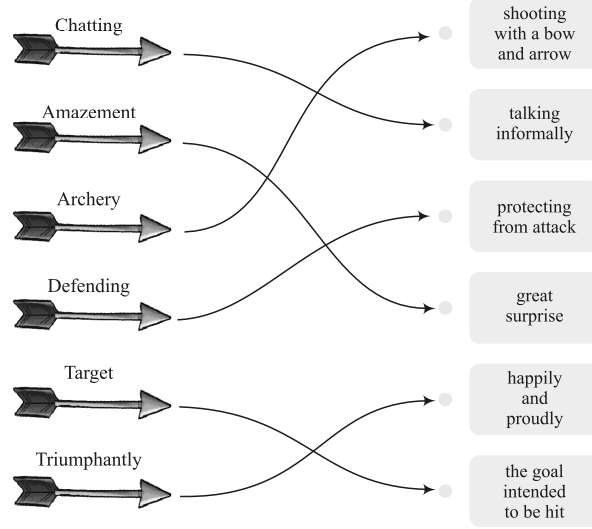 Chatting
Amazement
Archery
Defending
Target
Triumphantly
shooting
with a bow
and arrow
talking
informally
protecting
from attack
great
surprise
happily
and
proudly
the goal
intended
to be hit